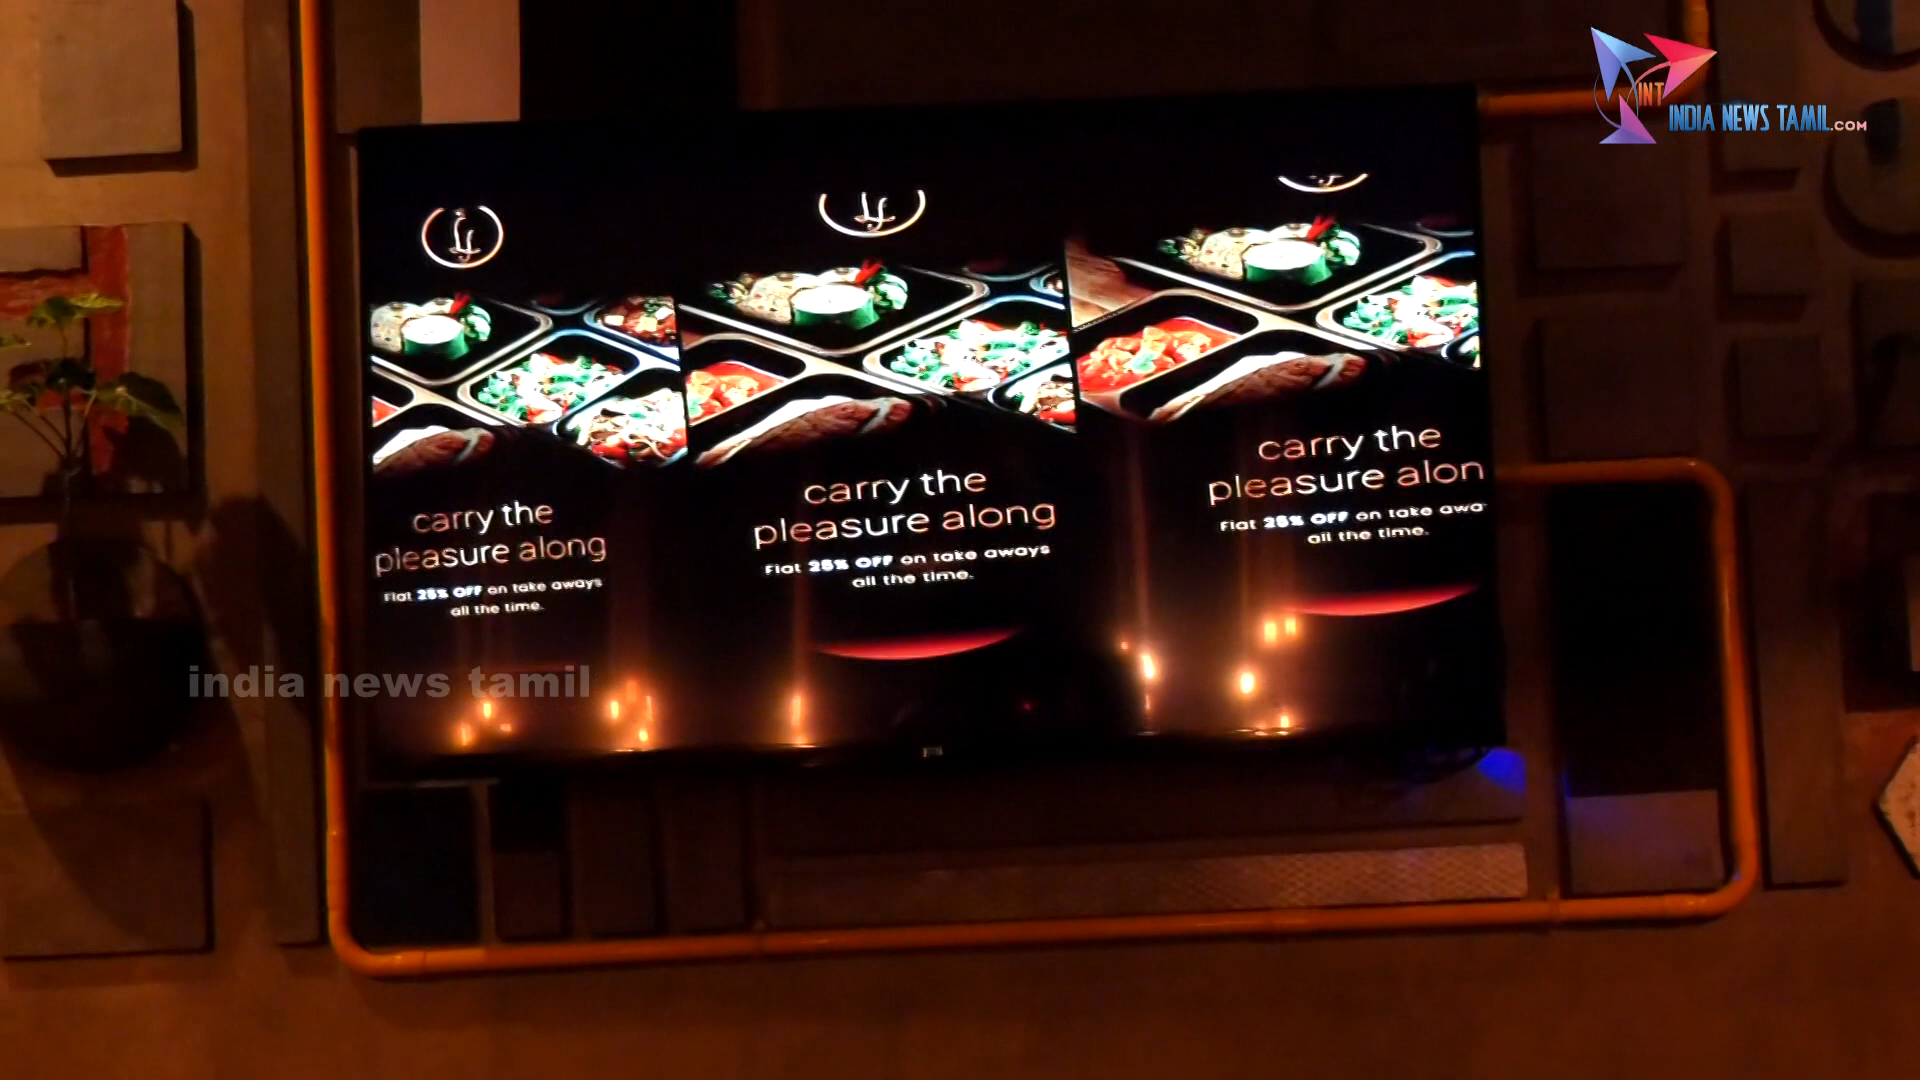 INT
INDIA NEWS TAMIL.COM
carry the
pleasure along
Flat 25% OFF on take aways
all the time.
carry the
pleasure along
Flat 25% OFF on take aways
all the time.
carry the
pleasure alon
Flat 25% OFF on take awa
all the time.
india news tamil